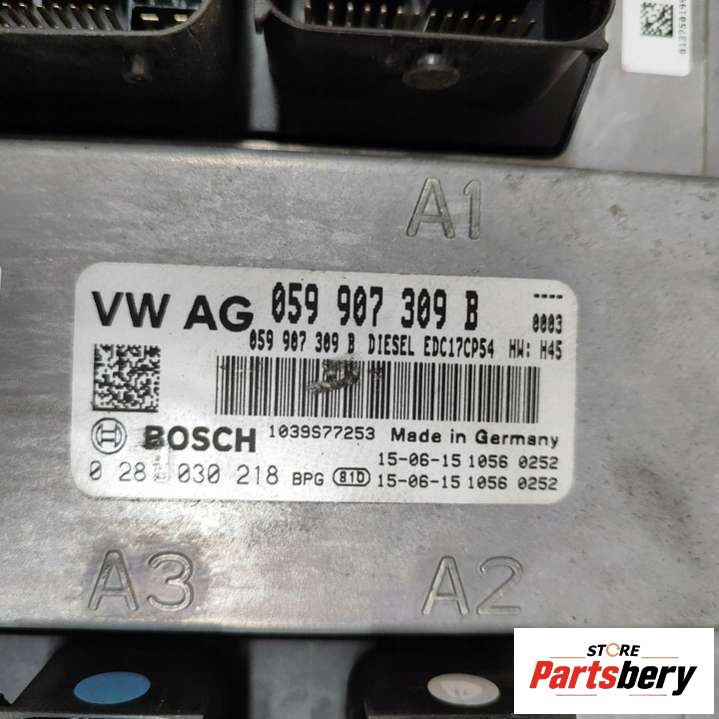 A1
VW AG 059 907 309 B ----
0003
059 907 309 B DIESEL EDC17CP54 HW: H45
BOSCH 1039S77253 Made in Germany
15-06-15 1056 0252
030 218 BPG 81D 15-06-15 1056 0252
A3 A2
STORE
Partsbery